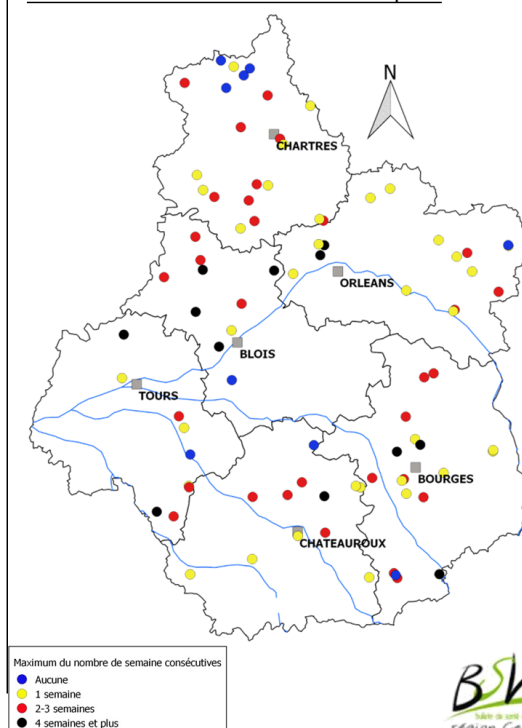 N
CHARTRES
ORLEANS
BLOIS
TOURS
BOURGES
CHATEAUROUX
Maximum du nombre de semaine consécutives
Aucune
1 semaine
2-3 semaines
4 semaines et plus